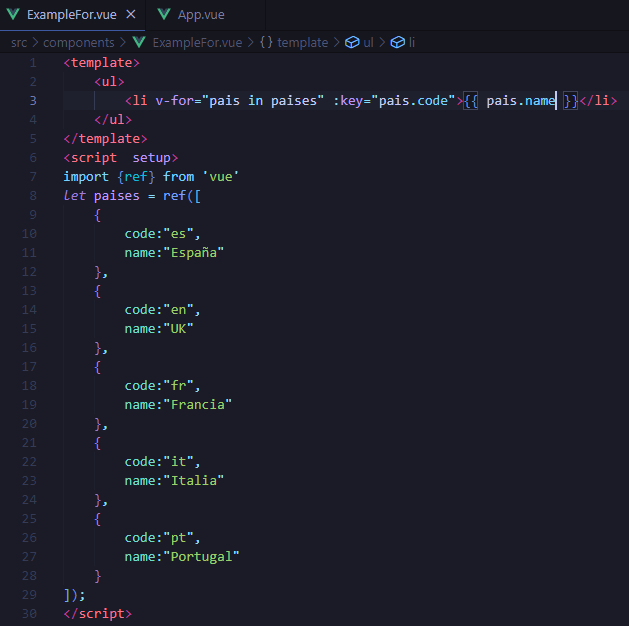 ExampleFor.vue × App.vue
src > components > ExampleFor.vue > {} template > ul > li
1 <template>
2 <ul>
3 <li v-for="pais in paises" :key="pais.code">{{ pais.name }}</li>
4 </ul>
5 </template>
6 <script  setup>
7 import {ref} from 'vue'
8 let paises = ref([
9 {
10 code:"es",
11 name:"España"
12 },
13 {
14 code:"en",
15 name:"UK"
16 },
17 {
18 code:"fr",
19 name:"Francia"
20 },
21 {
22 code:"it",
23 name:"Italia"
24 },
25 {
26 code:"pt",
27 name:"Portugal"
28 }
29 ]);
30 </script>